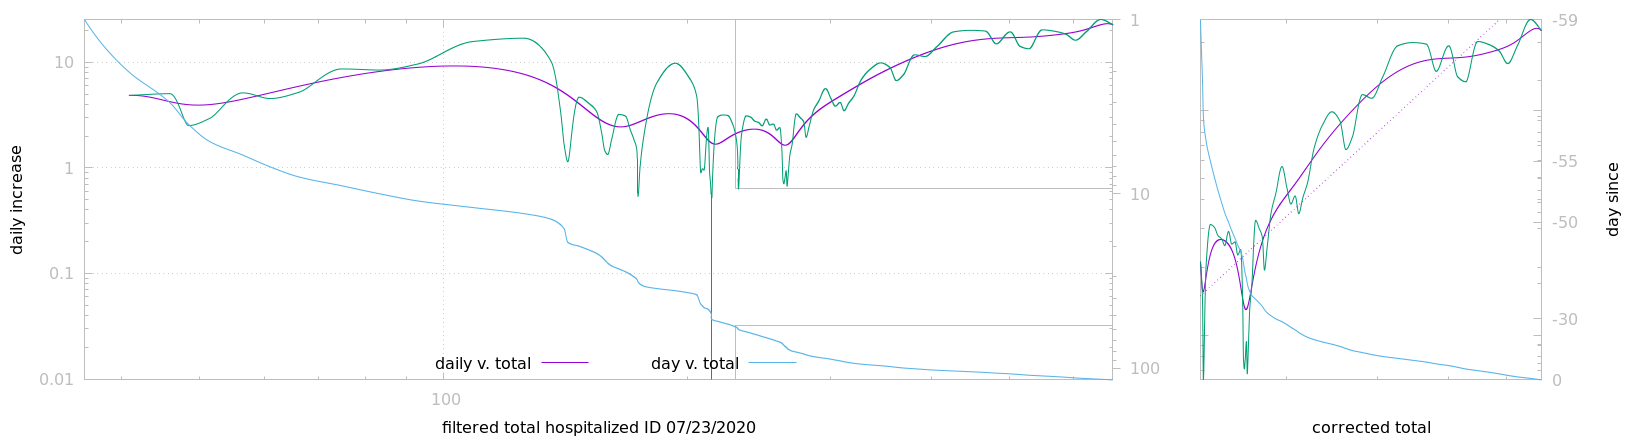 10
1
0.1
0.01
daily increase
100
filtered total hospitalized ID 07/23/2020
daily v. total
day v. total
1
10
100
-59
-55
-50
-30
0
day since
corrected total